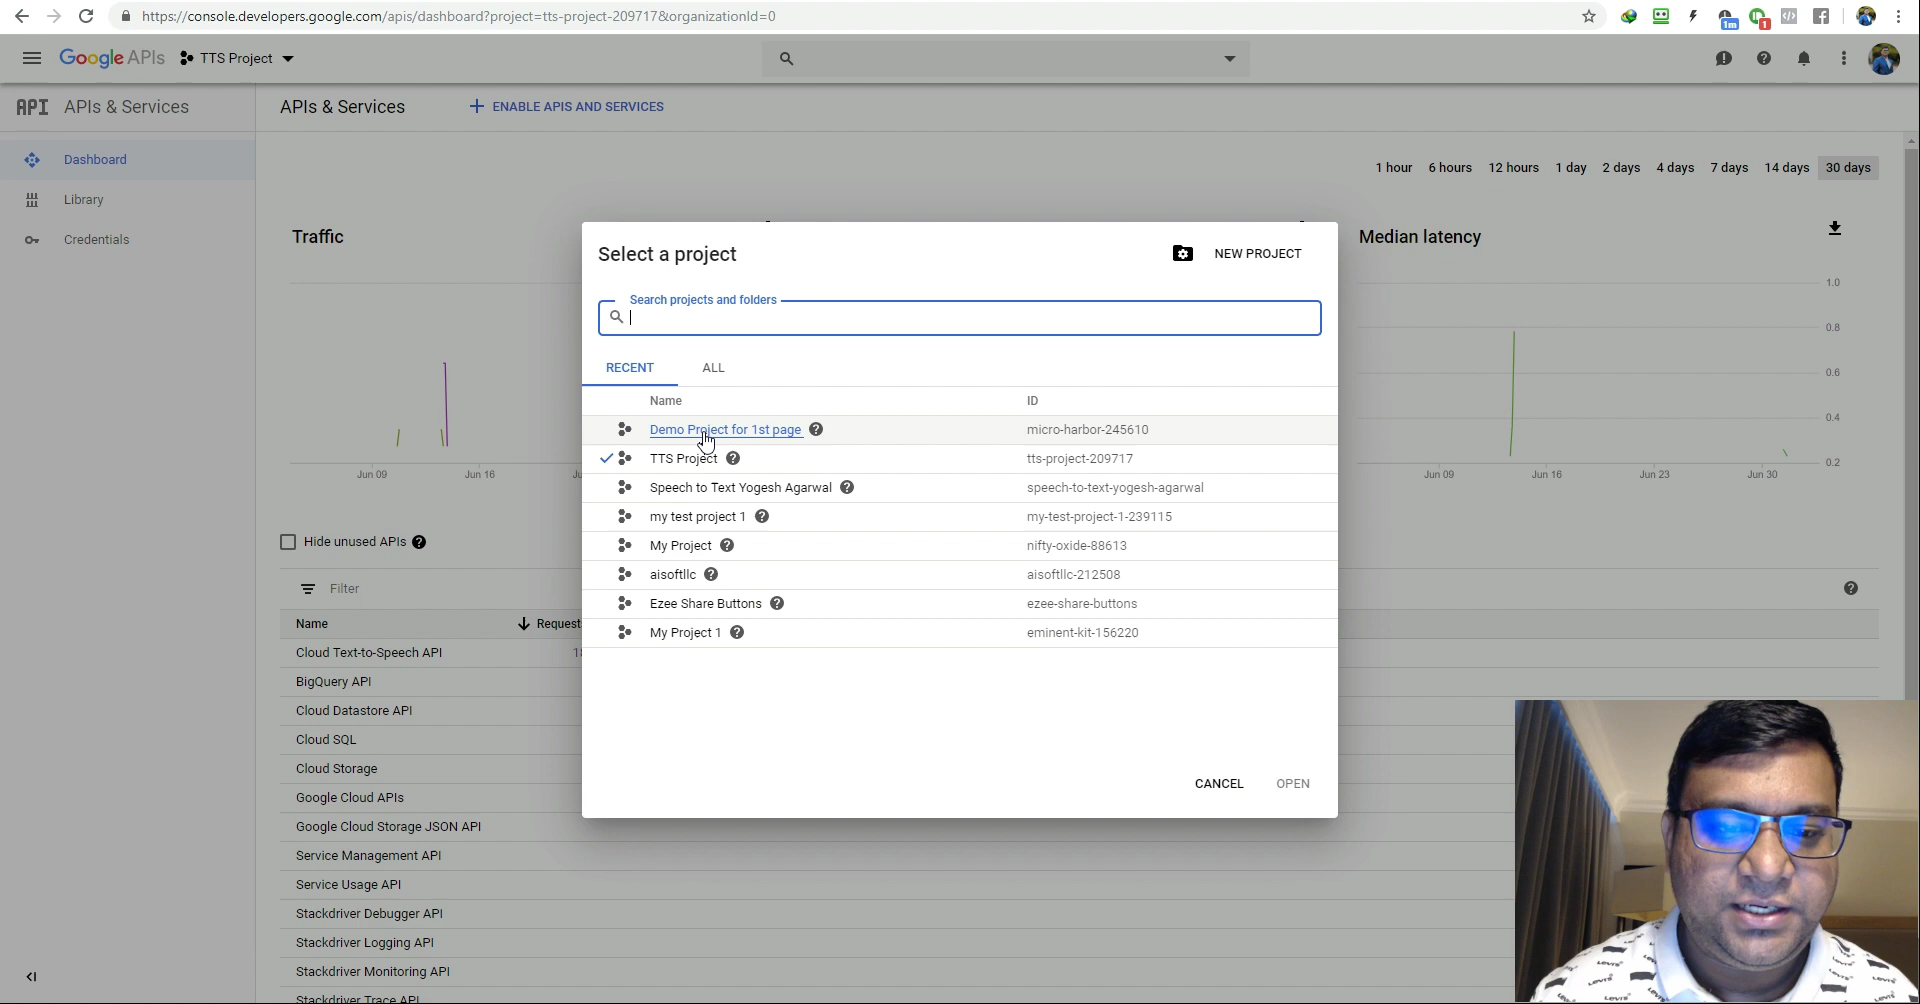 https://console.developers.google.com/apis/dashboard?project=tts-project-209717&organizationId=0
1m
1
Google APIs
TTS Project
API APIs & Services
APIs & Services
ENABLE APIS AND SERVICES
Dashboard
Library
Credentials
1 hour 6 hours 12 hours 1 day 2 days 4 days 7 days 14 days 30 days
Traffic
Median latency
1.0
0.8
0.6
0.4
0.2
Jun 09 Jun 16
Jun 09 Jun 16 Jun 23 Jun 30
Select a project
NEW PROJECT
Search projects and folders
RECENT ALL
Name ID
Demo Project for 1st page micro-harbor-245610
TTS Project tts-project-209717
Speech to Text Yogesh Agarwal speech-to-text-yogesh-agarwal
my test project 1 my-test-project-1-239115
My Project nifty-oxide-88613
aisoftllc aisoftllc-212508
Ezee Share Buttons ezee-share-buttons
My Project 1 eminent-kit-156220
CANCEL OPEN
Hide unused APIs
Filter
Name
Cloud Text-to-Speech API
BigQuery API
Cloud Datastore API
Cloud SQL
Cloud Storage
Google Cloud APIs
Google Cloud Storage JSON API
Service Management API
Service Usage API
Stackdriver Debugger API
Stackdriver Logging API
Stackdriver Monitoring API
Stackdriver Trace API